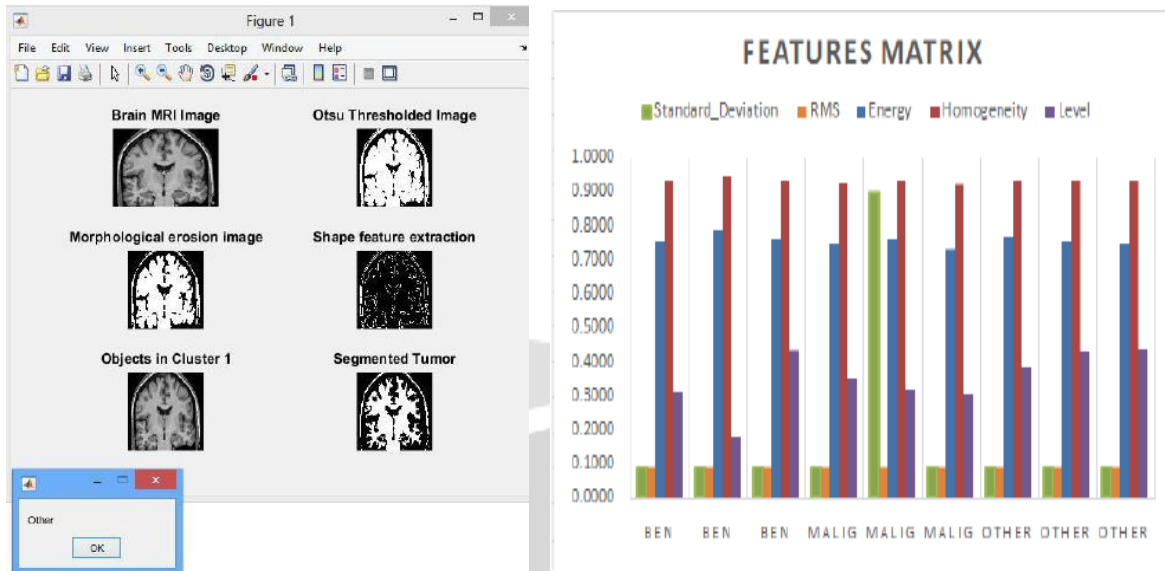 Figure 1
File Edit View Insert Tools Desktop Window Help
Brain MRI Image
Otsu Thresholded Image
Morphological erosion image
Shape feature extraction
Objects in Cluster 1
Segmented Tumor
Other
OK
FEATURES MATRIX
Standard_Deviation RMS Energy Homogeneity Level
1.0000
0.9000
0.8000
0.7000
0.6000
0.5000
0.4000
0.3000
0.2000
0.1000
0.0000
BEN BEN BEN MALIG MALIG MALIG OTHER OTHER OTHER